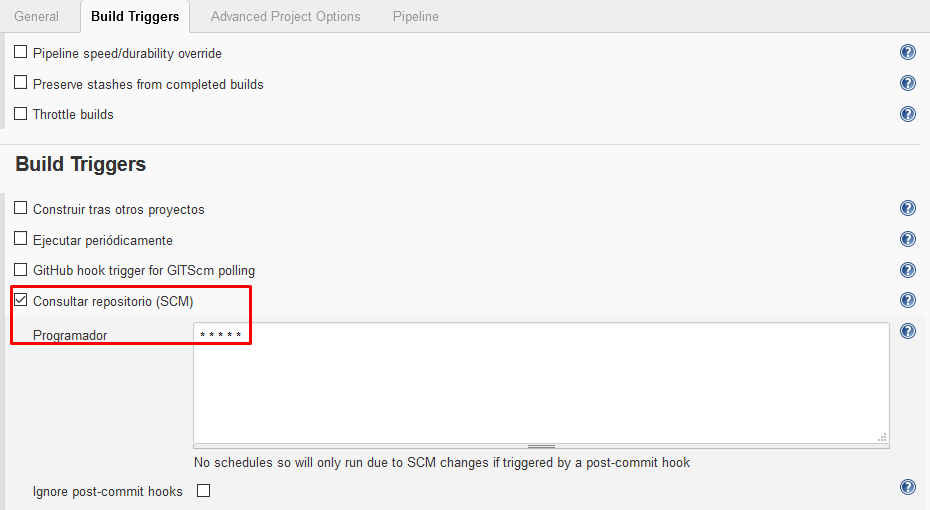 General Build Triggers Advanced Project Options Pipeline
Pipeline speed/durability override
Preserve stashes from completed builds
Throttle builds
Build Triggers
Construir tras otros proyectos
Ejecutar periódicamente
GitHub hook trigger for GITScm polling
Consultar repositorio (SCM)
Programador * * * * *
No schedules so will only run due to SCM changes if triggered by a post-commit hook
Ignore post-commit hooks